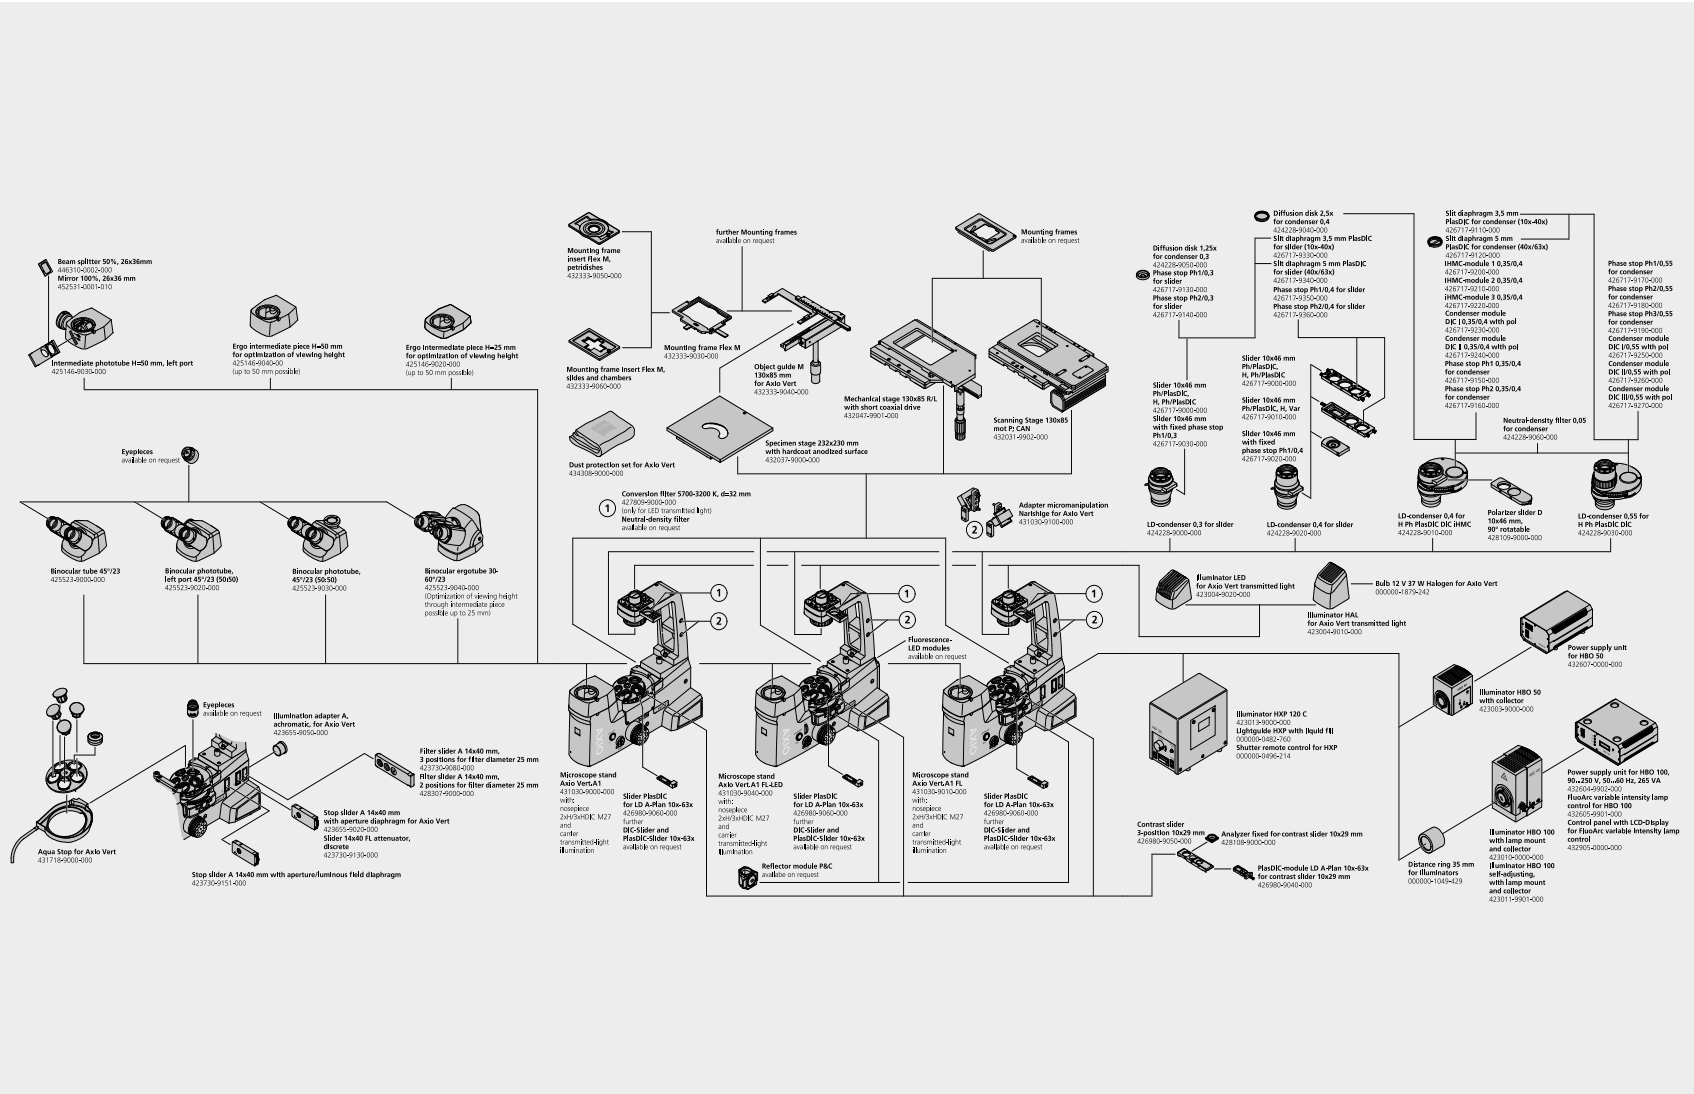 Beam splitter 50%, 26x36mm
446310-0002-000
Mirror 100%, 26x36 mm
452531-0001-010
Intermediate phototube H=50 mm, left port
425146-9030-000
Ergo intermediate piece H=50 mm
for optimization of viewing height
425146-9040-00
(up to 50 mm possible)
Ergo Intermediate piece H=25 mm
for optimization of viewing height
425146-9020-000
(up to 50 mm possible)
Eyepieces
available on request
Binocular tube 45°/23
425523-9000-000
Binocular phototube,
left port 45°/23 (50:50)
425523-9020-000
Binocular phototube,
45°/23 (50:50)
425523-9030-000
Binocular ergotube 30-
60°/23
425523-9040-000
(Optimization of viewing height
through intermediate piece
possible up to 25 mm)
Mounting frame
insert Flex M,
petridishes
432333-9050-000
Mounting frame Insert Flex M,
slides and chambers
432333-9060-000
further Mounting frames
available on request
Mounting frame Flex M
432333-9030-000
Object guide M
130x85 mm
for Axio Vert
432333-9040-000
Mounting frames
available on request
Mechanical stage 130x85 R/L
with short coaxial drive
432047-9901-000
Scanning Stage 130x85
mot P; CAN
432031-9902-000
Dust protection set for Axio Vert
434308-9000-000
Specimen stage 232x230 mm
with hardcoat anodized surface
432037-9000-000
1
Conversion filter 5700-3200 K, d=32 mm
427809-9000-000
(only for LED transmitted light)
Neutral-density filter
available on request
2
Adapter micromanipulation
Narishige for Axio Vert
431030-9100-000
Diffusion disk 1,25x
for condenser 0,3
424228-9050-000
Phase stop Ph1/0,3
for slider
426717-9130-000
Phase stop Ph2/0,3
for slider
426717-9140-000
Slider 10x46 mm
Ph/PlasDIC,
H, Ph/PlasDIC
426717-9000-000
Slider 10x46 mm
with fixed phase stop
Ph1/0,3
426717-9030-000
LD-condenser 0,3 for slider
424228-9000-000
Diffusion disk 2,5x
for condenser 0,4
424228-9040-000
Slit diaphragm 3,5 mm PlasDIC
for slider (10x-40x)
426717-9330-000
Slit diaphragm 5 mm PlasDIC
for slider (40x/63x)
426717-9340-000
Phase stop Ph1/0,4 for slider
426717-9350-000
Phase stop Ph2/0,4 for slider
426717-9360-000
Slider 10x46 mm
Ph/PlasDIC,
H, Ph/PlasDIC
426717-9000-000
Slider 10x46 mm
Ph/PlasDIC, H, Var
426717-9010-000
Slider 10x46 mm
with fixed
phase stop Ph1/0,4
426717-9020-000
LD-condenser 0,4 for slider
424228-9020-000
Slit diaphragm 3,5 mm
PlasDIC for condenser (10x-40x)
426717-9110-000
Slit diaphragm 5 mm
PlasDIC for condenser (40x/63x)
426717-9120-000
IHMC-module 1 0,35/0,4
426717-9200-000
IHMC-module 2 0,35/0,4
426717-9210-000
iHMC-module 3 0,35/0,4
426717-9220-000
Condenser module
DIC I 0,35/0,4 with pol
426717-9230-000
Condenser module
DIC II 0,35/0,4 with pol
426717-9240-000
Phase stop Ph1 0,35/0,4
for condenser
426717-9150-000
Phase stop Ph2 0,35/0,4
for condenser
426717-9160-000
Phase stop Ph1/0,55
for condenser
426717-9170-000
Phase stop Ph2/0,55
for condenser
426717-9180-000
Phase stop Ph3/0,55
for condenser
426717-9190-000
Condenser module
DIC I/0,55 with pol
426717-9250-000
Condenser module
DIC II/0,55 with pol
426717-9260-000
Condenser module
DIC III/0,55 with pol
426717-9270-000
Neutral-density filter 0,05
for condenser
424228-9060-000
LD-condenser 0,4 for
H Ph PlasDIC DIC iHMC
424228-9010-000
Polarizer slider D
10x46 mm,
90° rotatable
428109-9000-000
LD-condenser 0,55 for
H Ph PlasDIC DIC
424228-9030-000
Illuminator LED
for Axio Vert transmitted light
423004-9020-000
Bulb 12 V 37 W Halogen for Axio Vert
000000-1879-242
Illuminator HAL
for Axio Vert transmitted light
423004-9010-000
1
2
1
2
1
2
Fluorescence-
LED modules
available on request
Power supply unit
for HBO 50
432607-0000-000
Illuminator HBO 50
with collector
423003-9000-000
Illuminator HXP 120 C
423013-9000-000
Lightguide HXP with liquid fill
000000-0482-760
Shutter remote control for HXP
000000-0496-214
Power supply unit for HBO 100,
90...250 V, 50...60 Hz, 265 VA
432604-9902-000
FluoArc variable intensity lamp
control for HBO 100
432605-9901-000
Control panel with LCD-Display
for FluoArc variable intensity lamp
control
432905-0000-000
Illuminator HBO 100
with lamp mount
and collector
423010-0000-000
Illuminator HBO 100
self-adjusting,
with lamp mount
and collector
423011-9901-000
Distance ring 35 mm
for Illuminators
000000-1049-429
Aqua Stop for Axio Vert
431718-9000-000
Eyepieces
available on request
Illumination adapter A,
achromatic, for Axio Vert
423655-9050-000
Filter slider A 14x40 mm,
3 positions for filter diameter 25 mm
423730-9080-000
Filter slider A 14x40 mm,
2 positions for filter diameter 25 mm
428307-9000-000
Stop slider A 14x40 mm
with aperture diaphragm for Axio Vert
423655-9020-000
Slider 14x40 FL attenuator,
discrete
423730-9130-000
Stop slider A 14x40 mm with aperture/luminous field diaphragm
423730-9151-000
Microscope stand
Axio Vert.A1
431030-9000-000
with:
nosepiece
2xH/3xHDIC M27
and
carrier
transmitted-light
illumination
Slider PlasDIC
for LD A-Plan 10x-63x
426980-9060-000
further
DIC-Slider and
PlasDIC-Slider 10x-63x
available on request
Microscope stand
Axio Vert.A1 FL-LED
431030-9040-000
with:
nosepiece
2xH/3xHDIC M27
and
carrier
transmitted-light
illumination
Slider PlasDIC
for LD A-Plan 10x-63x
426980-9060-000
further
DIC-Slider and
PlasDIC-Slider 10x-63x
available on request
Microscope stand
Axio Vert.A1 FL
431030-9010-000
with:
nosepiece
2xH/3xHDIC M27
and
carrier
transmitted-light
illumination
Slider PlasDIC
for LD A-Plan 10x-63x
426980-9060-000
further
DIC-Slider and
PlasDIC-Slider 10x-63x
available on request
Reflector module P&C
availabe on request
Contrast slider
3-position 10x29 mm
426980-9050-000
Analyzer fixed for contrast slider 10x29 mm
428108-9000-000
PlasDIC-module LD A-Plan 10x-63x
for contrast slider 10x29 mm
426980-9040-000